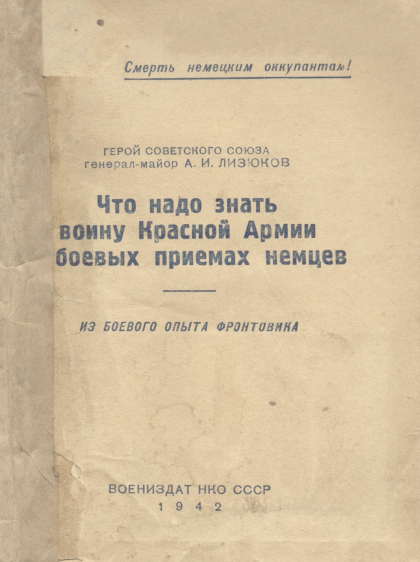 Смерть немецким оккупантам!
ГЕРОЙ СОВЕТСКОГО СОЮЗА
генерал-майор А. И. ЛИЗЮКОВ
Что надо знать
воину Красной Армии
боевых приемах немцев
ИЗ БОЕВОГО ОПЫТА ФРОНТОВИКА
ВОЕНИЗДАТ НКО СССР
1942